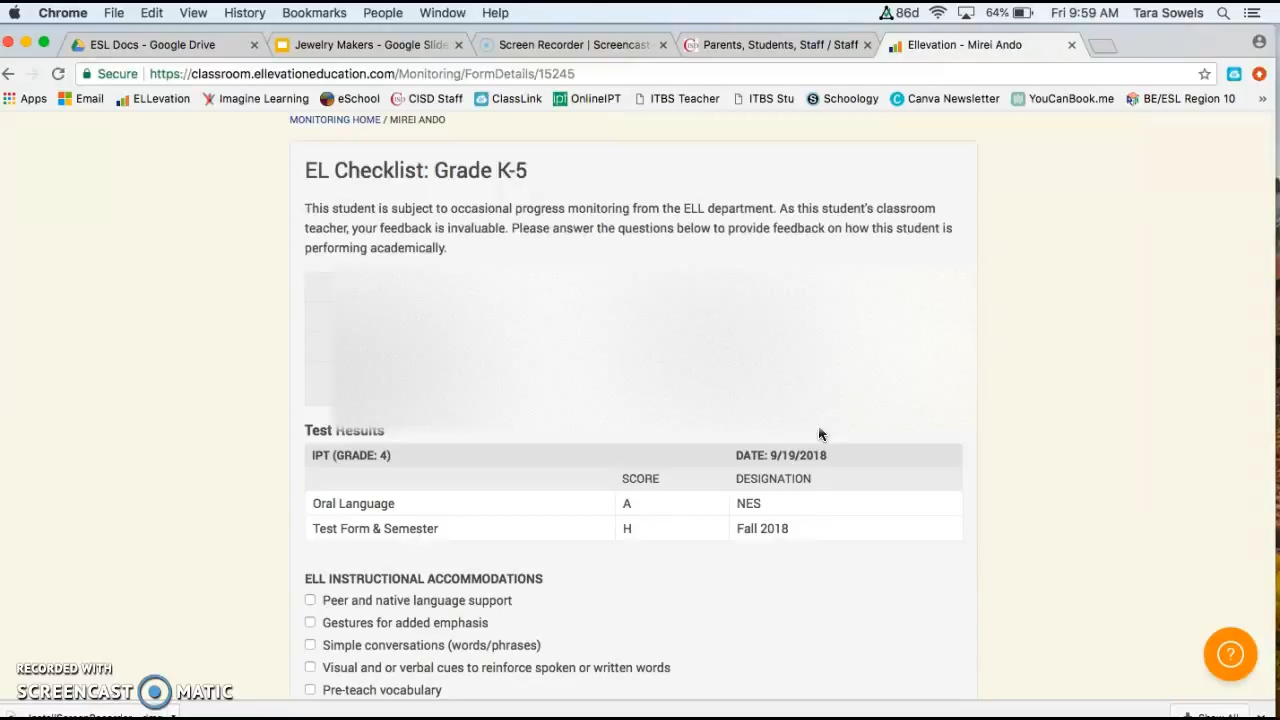 Chrome File Edit View History Bookmarks People Window Help 86d 64% Fri 9:59 AM Tara Sowels
ESL Docs - Google Drive Jewelry Makers - Google Slide Screen Recorder | Screencast Parents, Students, Staff / Staff Ellevation - Mirei Ando
Secure https://classroom.ellevationeducation.com/Monitoring/FormDetails/15245
Apps Email ELLevation Imagine Learning eSchool CISD Staff ClassLink OnlineIPT ITBS Teacher ITBS Stu Schoology Canva Newsletter YouCanBook.me BE/ESL Region 10 »
MONITORING HOME / MIREI ANDO
EL Checklist: Grade K-5
This student is subject to occasional progress monitoring from the ELL department. As this student's classroom
teacher, your feedback is invaluable. Please answer the questions below to provide feedback on how this student is
performing academically.
Test Results
IPT (GRADE: 4) DATE: 9/19/2018
SCORE DESIGNATION
Oral Language A NES
Test Form & Semester H Fall 2018
ELL INSTRUCTIONAL ACCOMMODATIONS
Peer and native language support
Gestures for added emphasis
Simple conversations (words/phrases)
Visual and or verbal cues to reinforce spoken or written words
Pre-teach vocabulary
?
RECORDED WITH
SCREENCAST MATIC
Show All